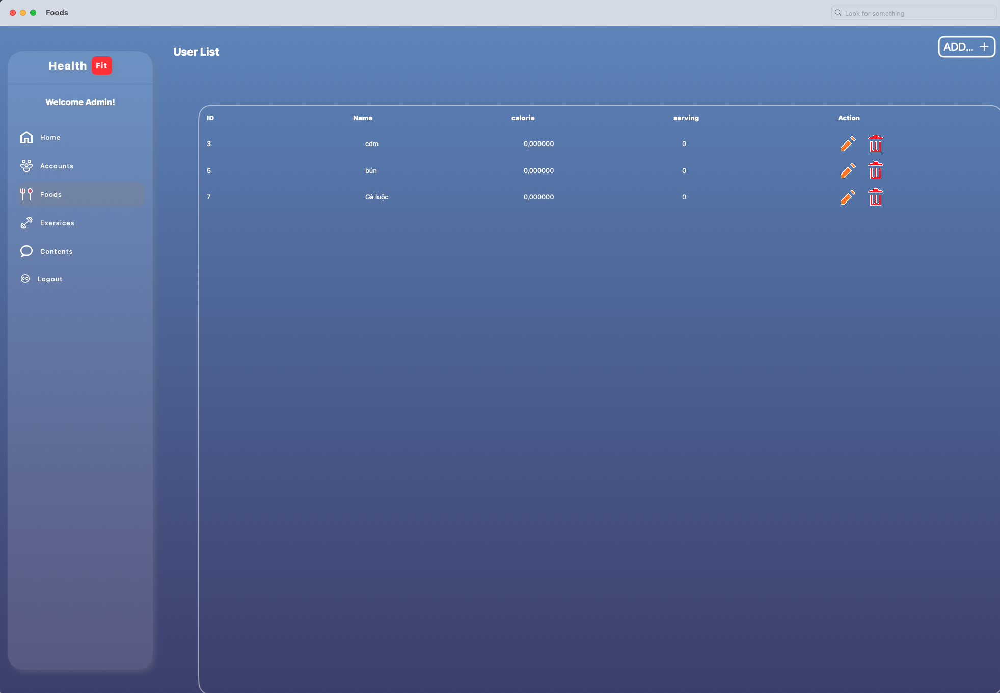 Foods
Look for something
User List
ADD...
Health Fit
Welcome Admin!
Home
Accounts
Foods
Exersices
Contents
Logout
ID Name calorie serving Action
3 cơm 0,000000 0
5 bún 0,000000 0
7 Gà luộc 0,000000 0